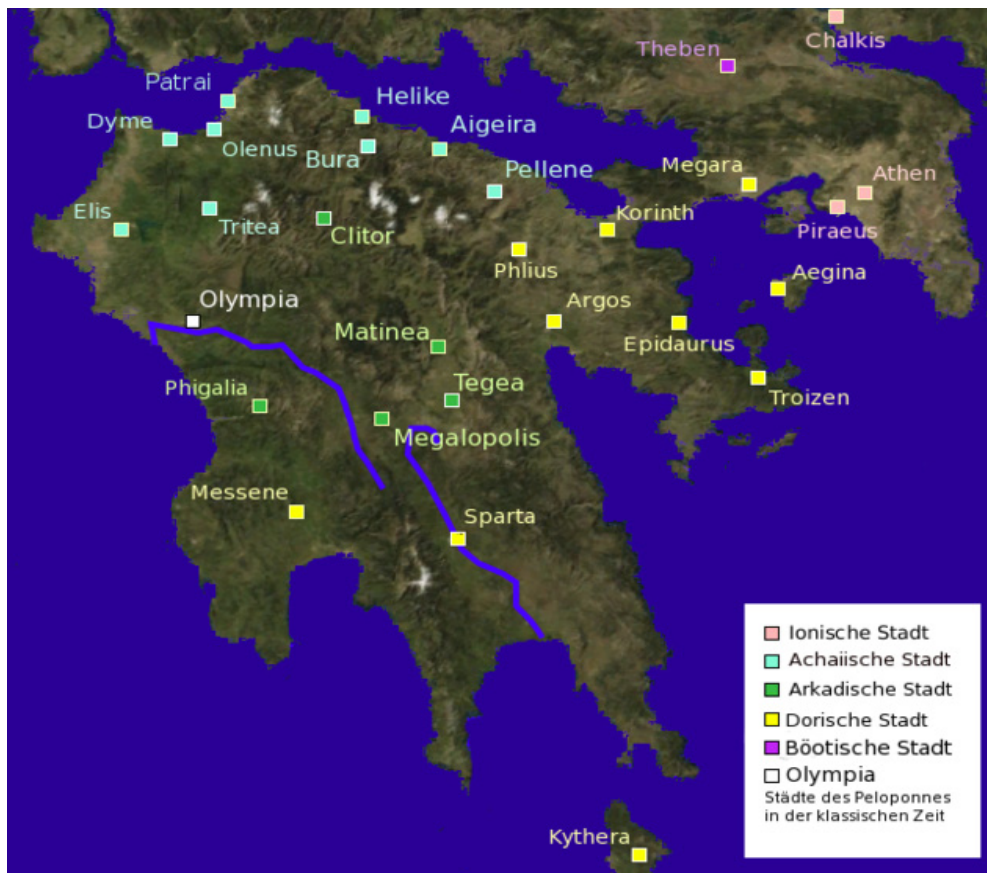 Chalkis
Theben
Patrai
Helike
Dyme
Aigeira
Olenus
Bura
Pellene
Megara
Athen
Elis
Tritea
Clitor
Korinth
Piraeus
Phlius
Aegina
Olympia
Argos
Matinea
Epidaurus
Phigalia
Tegea
Troizen
Megalopolis
Messene
Sparta
Kythera
Ionische Stadt
Achaiische Stadt
Arkadische Stadt
Dorische Stadt
Böotische Stadt
Olympia
Städte des Peloponnes
in der klassischen Zeit